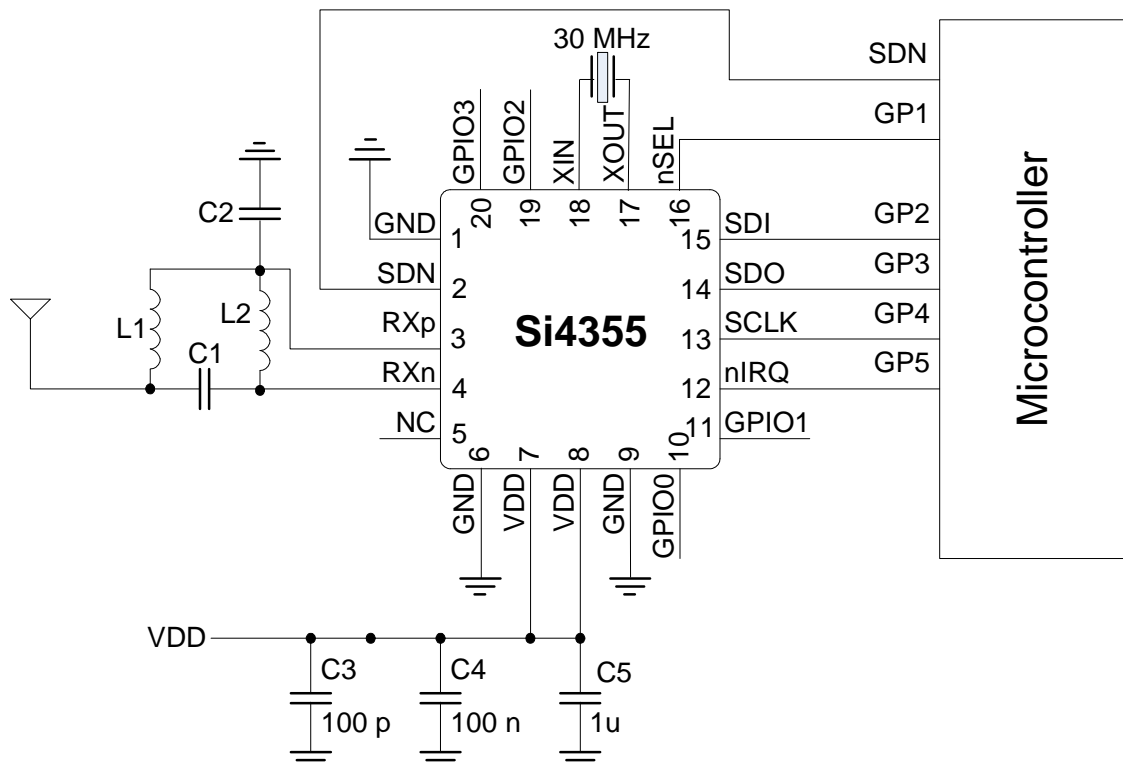 30 MHz
SDN
GP1
GPIO3
GPIO2
XIN
XOUT
nSEL
20
19
18
17
16
C2
GND
1
15
SDI
GP2
SDN
2
14
SDO
GP3
L1
L2
RXp
3
Si4355
13
SCLK
GP4
C1
RXn
4
12
nIRQ
GP5
NC
5
11
GPIO1
6
7
8
9
10
GND
VDD
VDD
GND
GPIO0
Microcontroller
VDD
C3
100 p
C4
100 n
C5
1u